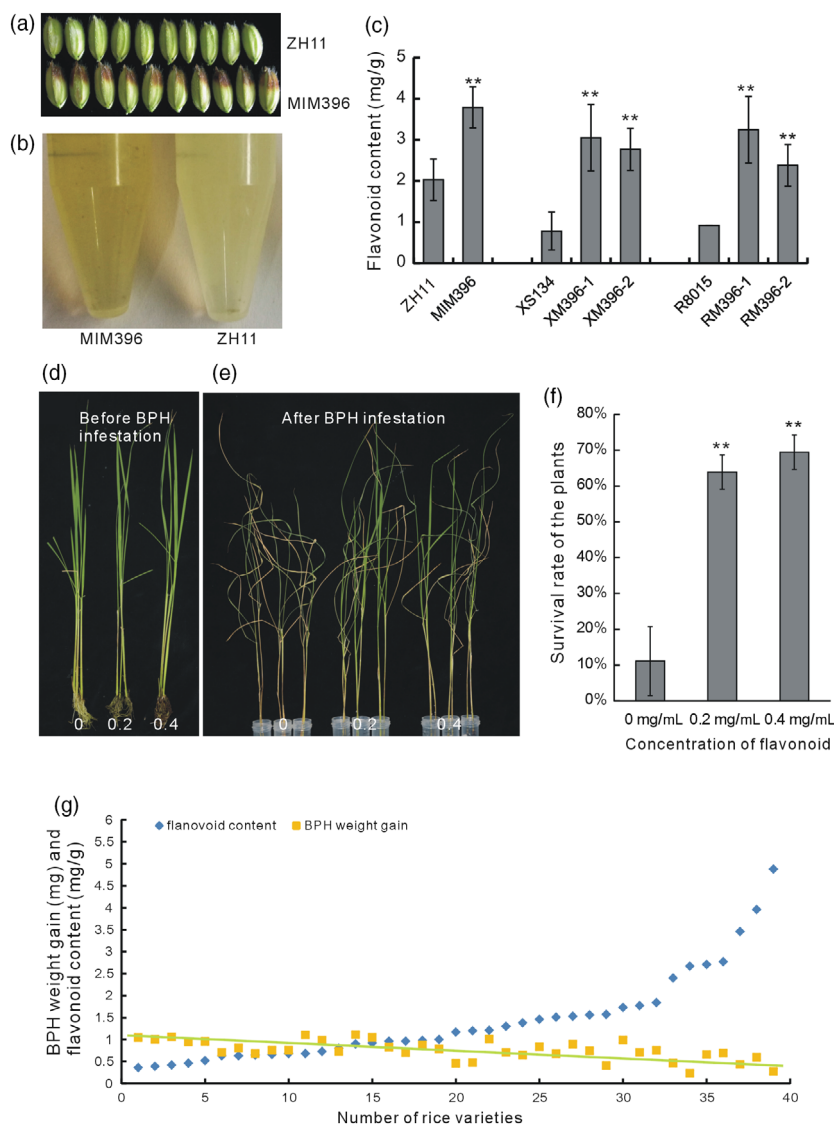 (a)
ZH11
MIM396
(b)
MIM396 ZH11
(c)
Flavonoid content (mg/g)
5
4
3
2
1
0
** ** ** ** **
ZH11 MIM396 XS134 XM396-1 XM396-2 R8015 RM396-1 RM396-2
(d)
Before BPH
infestation
0 0.2 0.4
(e)
After BPH infestation
0 0.2 0.4
(f)
Survival rate of the plants
80%
70%
60%
50%
40%
30%
20%
10%
0%
** **
0 mg/mL 0.2 mg/mL 0.4 mg/mL
Concentration of flavonoid
(g)
BPH weight gain (mg) and
flavonoid content (mg/g)
flanovoid content BPH weight gain
6
5.5
5
4.5
4
3.5
3
2.5
2
1.5
1
0.5
0
0 5 10 15 20 25 30 35 40
Number of rice varieties